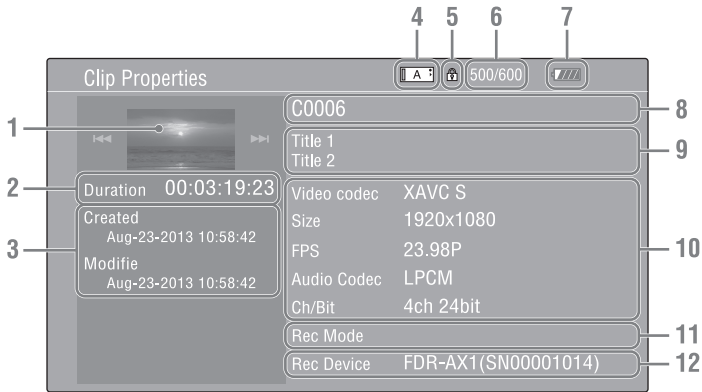 4 5 6 7
Clip Properties A 500/600
1
C0006 8
Title 1
Title 2
9
2 Duration 00:03:19:23
3
Created
Aug-23-2013 10:58:42
Modifie
Aug-23-2013 10:58:42
Video codec XAVC S
Size 1920x1080
FPS 23.98P
10
Audio Codec LPCM
Ch/Bit 4ch 24bit
Rec Mode 11
Rec Device FDR-AX1(SN00001014) 12